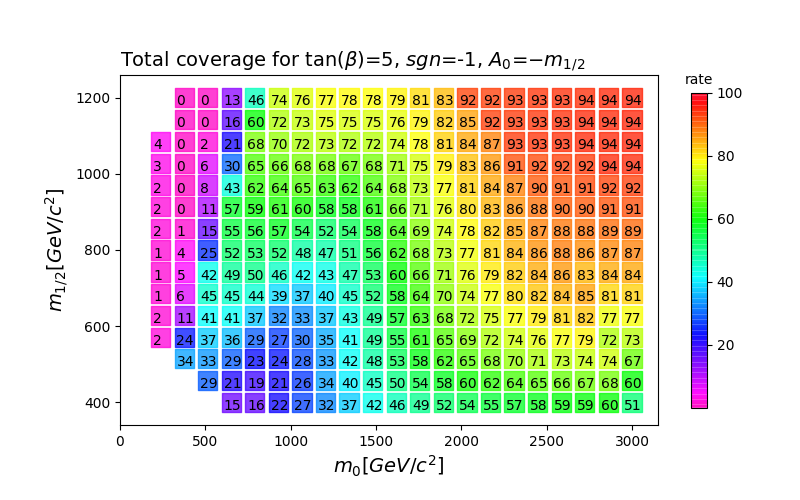 Total coverage for tan(β)=5, sgn=-1, A₀=−m₁/₂
rate
1200 0 0 13 46 74 76 77 78 78 79 81 83 92 92 93 93 93 94 94 94 100
0 0 16 60 72 73 75 75 75 76 79 82 85 92 93 93 93 94 94 94
4 0 2 21 68 70 72 73 72 72 74 78 81 84 87 93 93 93 93 94 94
1000 3 0 6 30 65 66 68 68 67 68 71 75 79 83 86 91 92 92 92 94 94 80
2 0 8 43 62 64 65 63 62 64 68 73 77 81 84 87 90 91 91 92 92
2 0 11 57 59 61 60 58 58 61 66 71 76 80 83 86 88 90 90 91 91
2 1 15 55 56 57 54 52 54 58 64 69 74 78 82 85 87 88 88 89 89 60
800 1 4 25 52 53 52 48 47 51 56 62 68 73 77 81 84 86 88 86 87 87
1 5 42 49 50 46 42 43 47 53 60 66 71 76 79 82 84 86 83 84 84
1 6 45 45 44 39 37 40 45 52 58 64 70 74 77 80 82 84 85 81 81 40
600 2 11 41 41 37 32 33 37 43 49 57 63 68 72 75 77 79 81 82 77 77
2 24 37 36 29 27 30 35 41 49 55 61 65 69 72 74 76 77 79 72 73 20
34 33 29 23 24 28 33 42 48 53 58 62 65 68 70 71 73 74 74 67
29 21 19 21 26 34 40 45 50 54 58 60 62 64 65 66 67 68 60
400 15 16 22 27 32 37 42 46 49 52 54 55 57 58 59 59 60 51
m₁/₂[GeV/c²]
0 500 1000 1500 2000 2500 3000
m₀[GeV/c²]